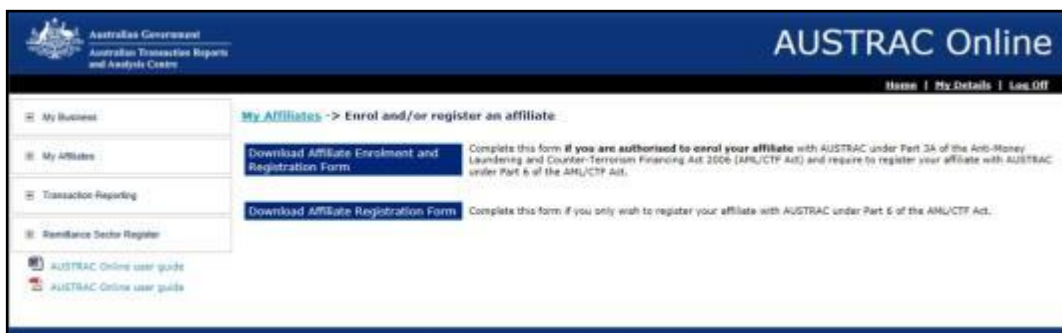 Australian Government
Australian Transaction Reports
and Analysis Centre
AUSTRAC Online
Home | My Details | Log Off
My Business
My Affiliates
Transaction Reporting
Remittance Sector Register
AUSTRAC Online user guide
AUSTRAC Online user guide
My Affiliates -> Enrol and/or register an affiliate
Download Affiliate Enrolment and
Registration Form
Complete this form if you are authorised to enrol your affiliate with AUSTRAC under Part 3A of the Anti-Money
Laundering and Counter-Terrorism Financing Act 2006 (AML/CTF Act) and require to register your affiliate with AUSTRAC
under Part 6 of the AML/CTF Act.
Download Affiliate Registration Form
Complete this form if you only wish to register your affiliate with AUSTRAC under Part 6 of the AML/CTF Act.